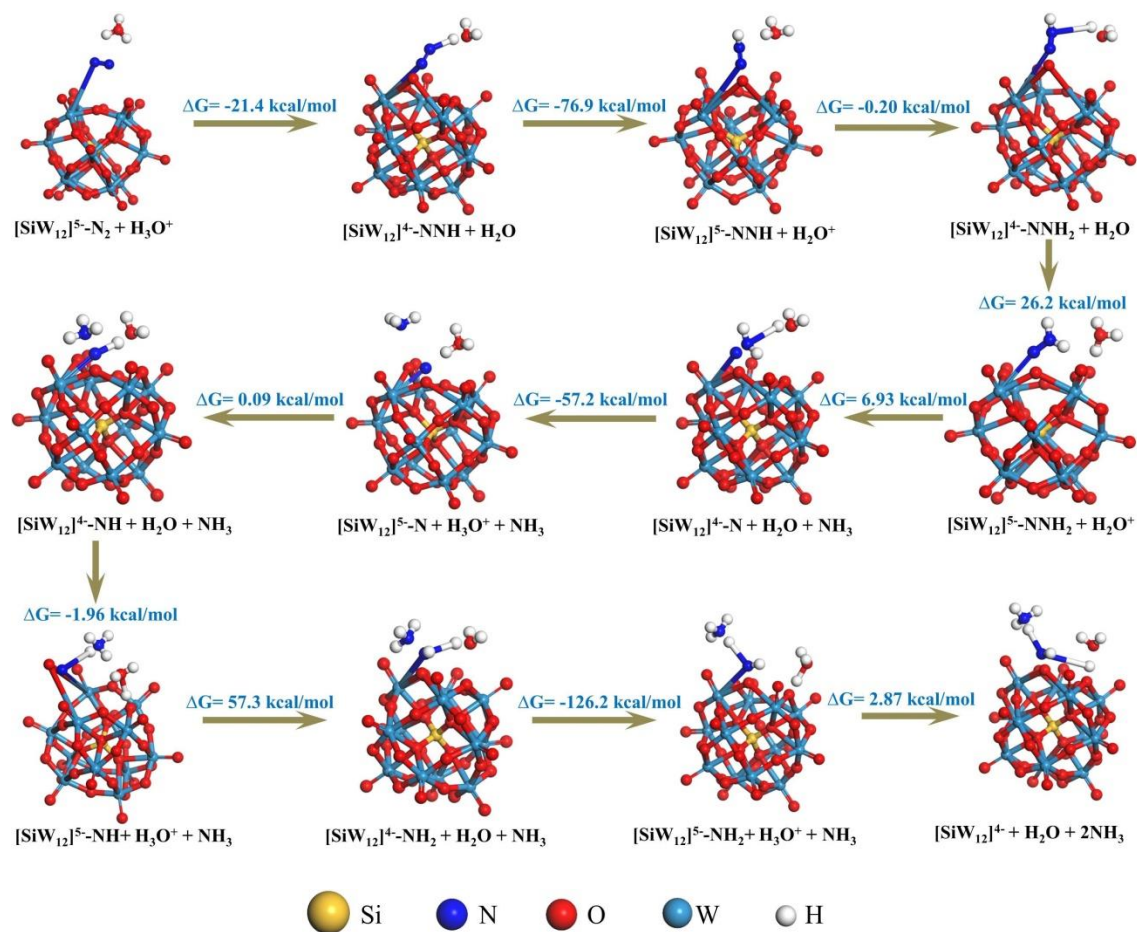 ΔG= -21.4 kcal/mol
ΔG= -76.9 kcal/mol
ΔG= -0.20 kcal/mol
[SiW₁₂]⁵⁻-N₂ + H₃O⁺
[SiW₁₂]⁴⁻-NNH + H₂O
[SiW₁₂]⁵⁻-NNH + H₂O⁺
[SiW₁₂]⁴⁻-NNH₂ + H₂O
ΔG= 26.2 kcal/mol
ΔG= 0.09 kcal/mol
ΔG= -57.2 kcal/mol
ΔG= 6.93 kcal/mol
[SiW₁₂]⁴⁻-NH + H₂O + NH₃
[SiW₁₂]⁵⁻-N + H₃O⁺ + NH₃
[SiW₁₂]⁴⁻-N + H₂O + NH₃
[SiW₁₂]⁵⁻-NNH₂ + H₂O⁺
ΔG= -1.96 kcal/mol
ΔG= 57.3 kcal/mol
ΔG= -126.2 kcal/mol
ΔG= 2.87 kcal/mol
[SiW₁₂]⁵⁻-NH+ H₃O⁺ + NH₃
[SiW₁₂]⁴⁻-NH₂ + H₂O + NH₃
[SiW₁₂]⁵⁻-NH₂+ H₃O⁺ + NH₃
[SiW₁₂]⁴⁻ + H₂O + 2NH₃
Si N O W H